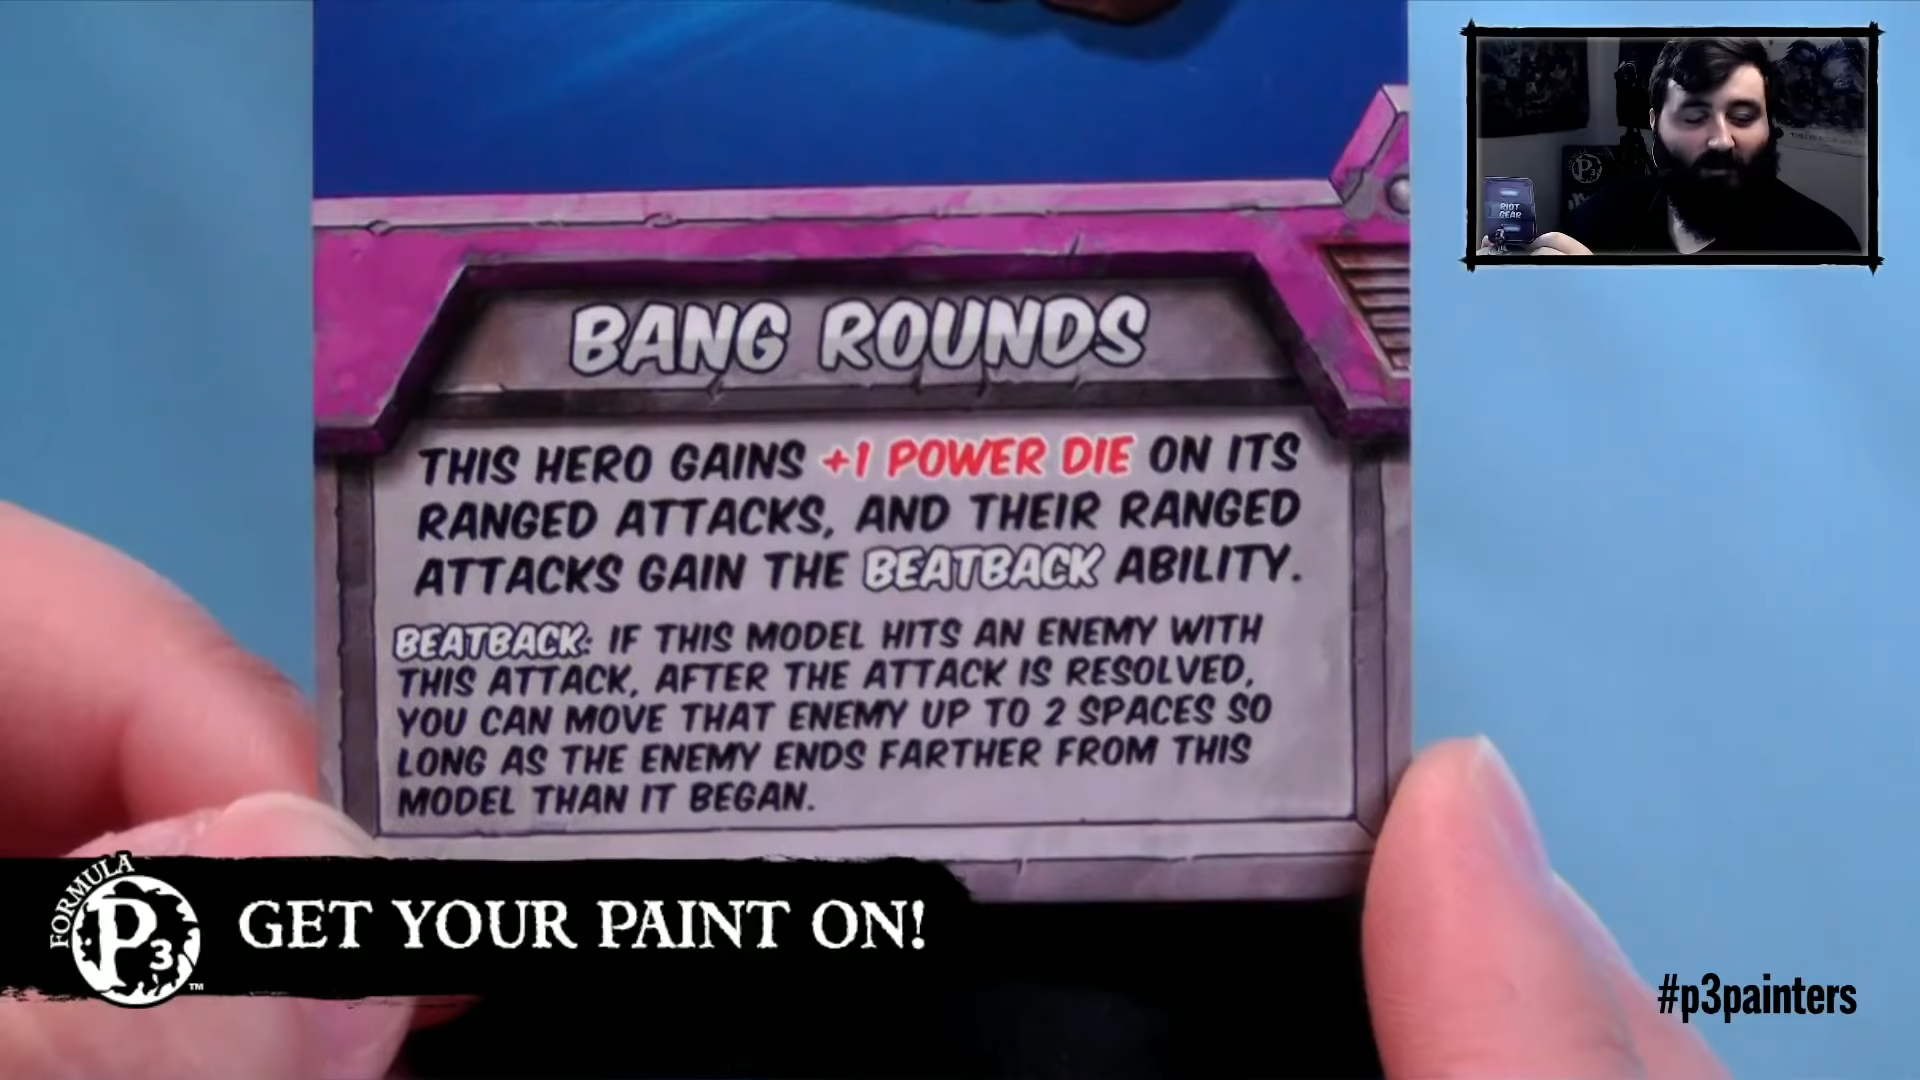 RIOT
GEAR
BANG ROUNDS
THIS HERO GAINS +1 POWER DIE ON ITS
RANGED ATTACKS, AND THEIR RANGED
ATTACKS GAIN THE BEATBACK ABILITY.
BEATBACK: IF THIS MODEL HITS AN ENEMY WITH
THIS ATTACK, AFTER THE ATTACK IS RESOLVED,
YOU CAN MOVE THAT ENEMY UP TO 2 SPACES SO
LONG AS THE ENEMY ENDS FARTHER FROM THIS
MODEL THAN IT BEGAN.
FORMULA
P3™
GET YOUR PAINT ON!
#p3painters